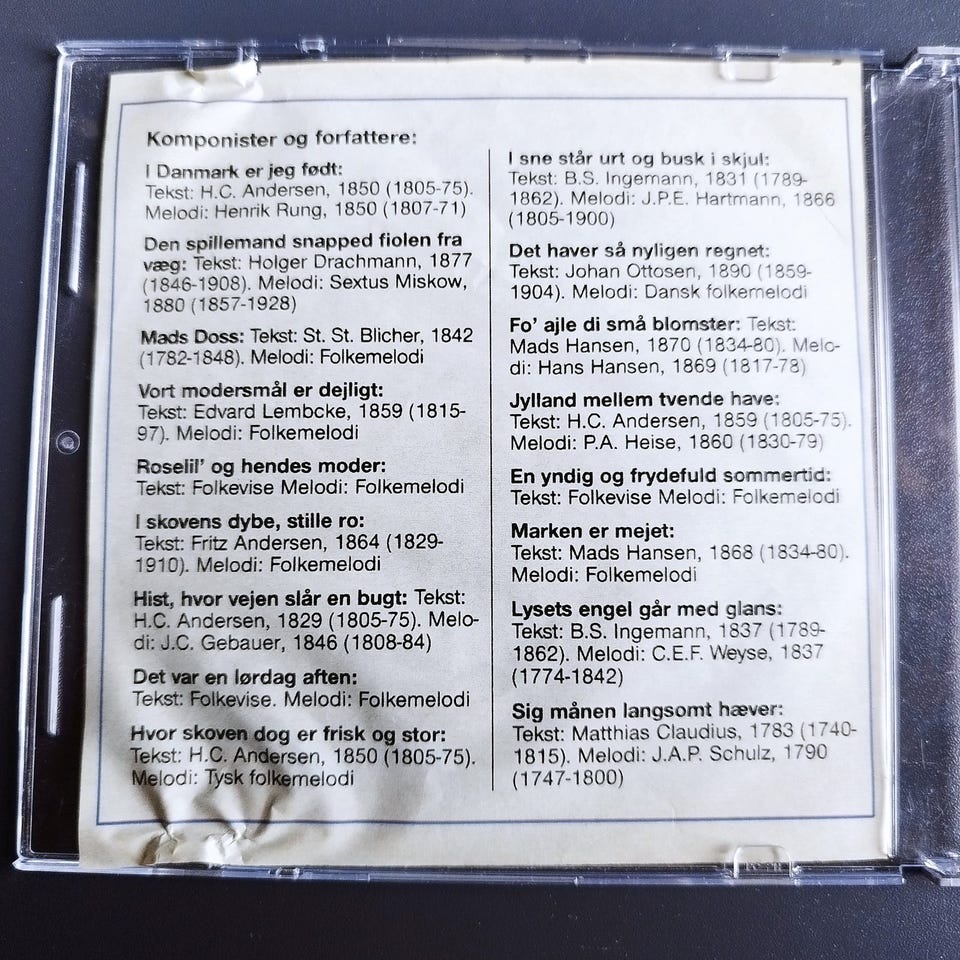 Komponister og forfattere:
I Danmark er jeg født:
Tekst: H.C. Andersen, 1850 (1805-75).
Melodi: Henrik Rung, 1850 (1807-71)
Den spillemand snapped fiolen fra
væg: Tekst: Holger Drachmann, 1877
(1846-1908). Melodi: Sextus Miskow,
1880 (1857-1928)
Mads Doss: Tekst: St. St. Blicher, 1842
(1782-1848). Melodi: Folkemelodi
Vort modersmål er dejligt:
Tekst: Edvard Lembcke, 1859 (1815-
97). Melodi: Folkemelodi
Roselil' og hendes moder:
Tekst: Folkevise Melodi: Folkemelodi
I skovens dybe, stille ro:
Tekst: Fritz Andersen, 1864 (1829-
1910). Melodi: Folkemelodi
Hist, hvor vejen slår en bugt: Tekst:
H.C. Andersen, 1829 (1805-75). Melo-
di: J.C. Gebauer, 1846 (1808-84)
Det var en lørdag aften:
Tekst: Folkevise. Melodi: Folkemelodi
Hvor skoven dog er frisk og stor:
Tekst: H.C. Andersen, 1850 (1805-75).
Melodi: Tysk folkemelodi
I sne står urt og busk i skjul:
Tekst: B.S. Ingemann, 1831 (1789-
1862). Melodi: J.P.E. Hartmann, 1866
(1805-1900)
Det haver så nyligen regnet:
Tekst: Johan Ottosen, 1890 (1859-
1904). Melodi: Dansk folkemelodi
Fo' ajle di små blomster: Tekst:
Mads Hansen, 1870 (1834-80). Melo-
di: Hans Hansen, 1869 (1817-78)
Jylland mellem tvende have:
Tekst: H.C. Andersen, 1859 (1805-75).
Melodi: P.A. Heise, 1860 (1830-79)
En yndig og frydefuld sommertid:
Tekst: Folkevise Melodi: Folkemelodi
Marken er mejet:
Tekst: Mads Hansen, 1868 (1834-80).
Melodi: Folkemelodi
Lysets engel går med glans:
Tekst: B.S. Ingemann, 1837 (1789-
1862). Melodi: C.E.F. Weyse, 1837
(1774-1842)
Sig månen langsomt hæver:
Tekst: Matthias Claudius, 1783 (1740-
1815). Melodi: J.A.P. Schulz, 1790
(1747-1800)